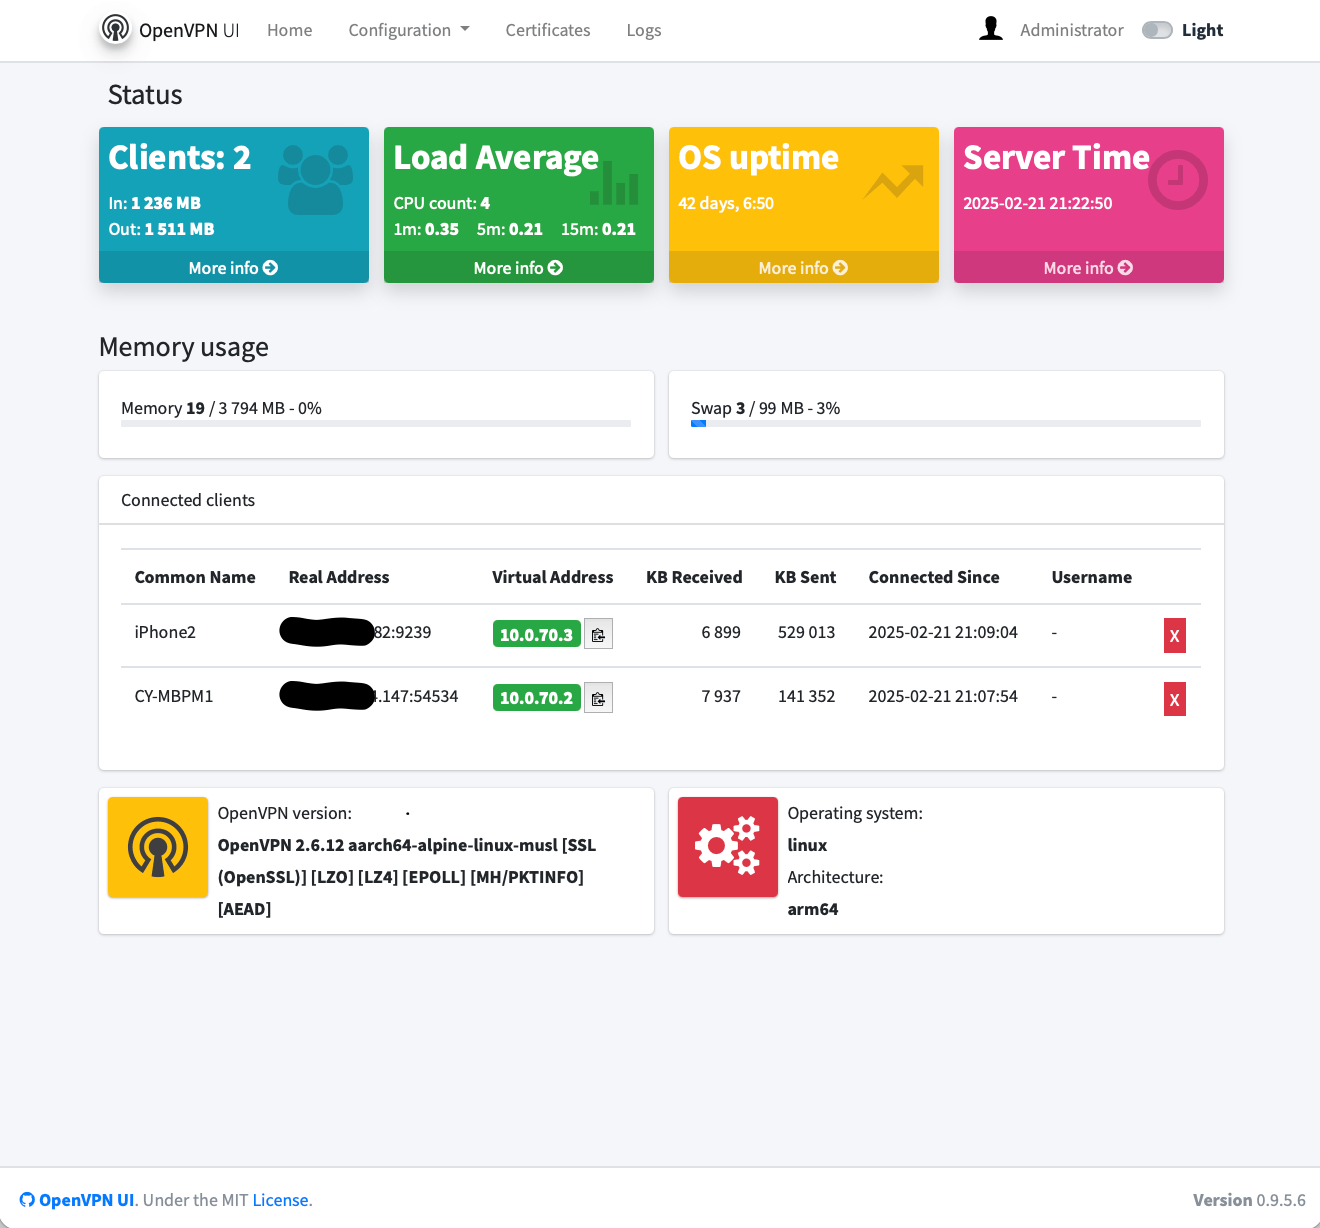 OpenVPN UI Home Configuration Certificates Logs Administrator Light
Status
Clients: 2
In: 1 236 MB
Out: 1 511 MB
More info
Load Average
CPU count: 4
1m: 0.35 5m: 0.21 15m: 0.21
More info
OS uptime
42 days, 6:50
More info
Server Time
2025-02-21 21:22:50
More info
Memory usage
Memory 19 / 3 794 MB - 0%
Swap 3 / 99 MB - 3%
Connected clients
Common Name Real Address Virtual Address KB Received KB Sent Connected Since Username
iPhone2 82:9239 10.0.70.3 6 899 529 013 2025-02-21 21:09:04 - X
CY-MBPM1 .147:54534 10.0.70.2 7 937 141 352 2025-02-21 21:07:54 - X
OpenVPN version:
OpenVPN 2.6.12 aarch64-alpine-linux-musl [SSL
(OpenSSL)] [LZO] [LZ4] [EPOLL] [MH/PKTINFO]
[AEAD]
Operating system:
linux
Architecture:
arm64
OpenVPN UI. Under the MIT License.
Version 0.9.5.6